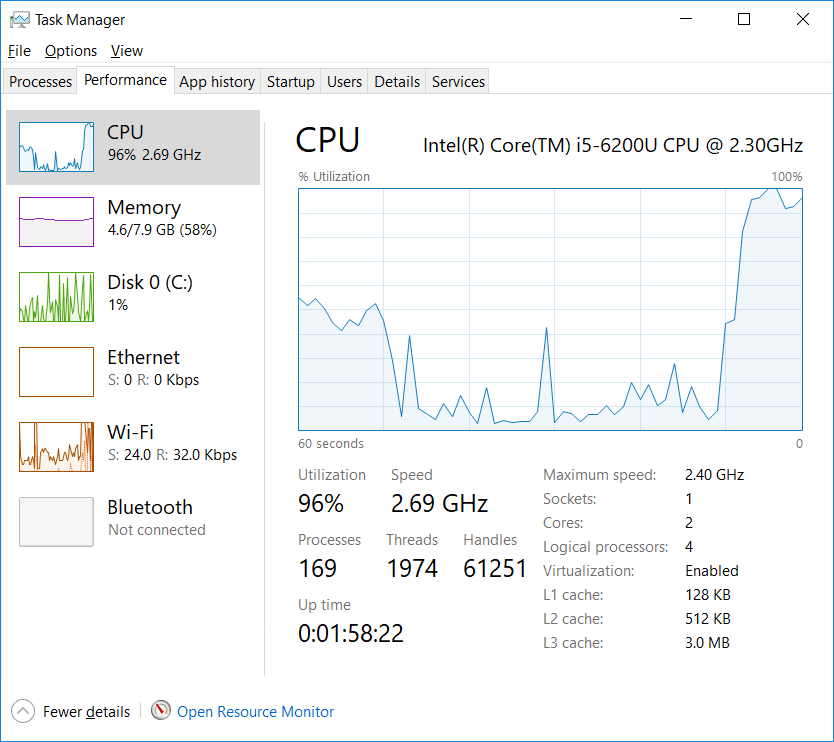 Task Manager
File Options View
Processes Performance App history Startup Users Details Services
CPU
96% 2.69 GHz
Memory
4.6/7.9 GB (58%)
Disk 0 (C:)
1%
Ethernet
S: 0 R: 0 Kbps
Wi-Fi
S: 24.0 R: 32.0 Kbps
Bluetooth
Not connected
CPU Intel(R) Core(TM) i5-6200U CPU @ 2.30GHz
% Utilization 100%
60 seconds 0
Utilization Speed
96% 2.69 GHz
Processes Threads Handles
169 1974 61251
Up time
0:01:58:22
Maximum speed: 2.40 GHz
Sockets: 1
Cores: 2
Logical processors: 4
Virtualization: Enabled
L1 cache: 128 KB
L2 cache: 512 KB
L3 cache: 3.0 MB
Fewer details Open Resource Monitor